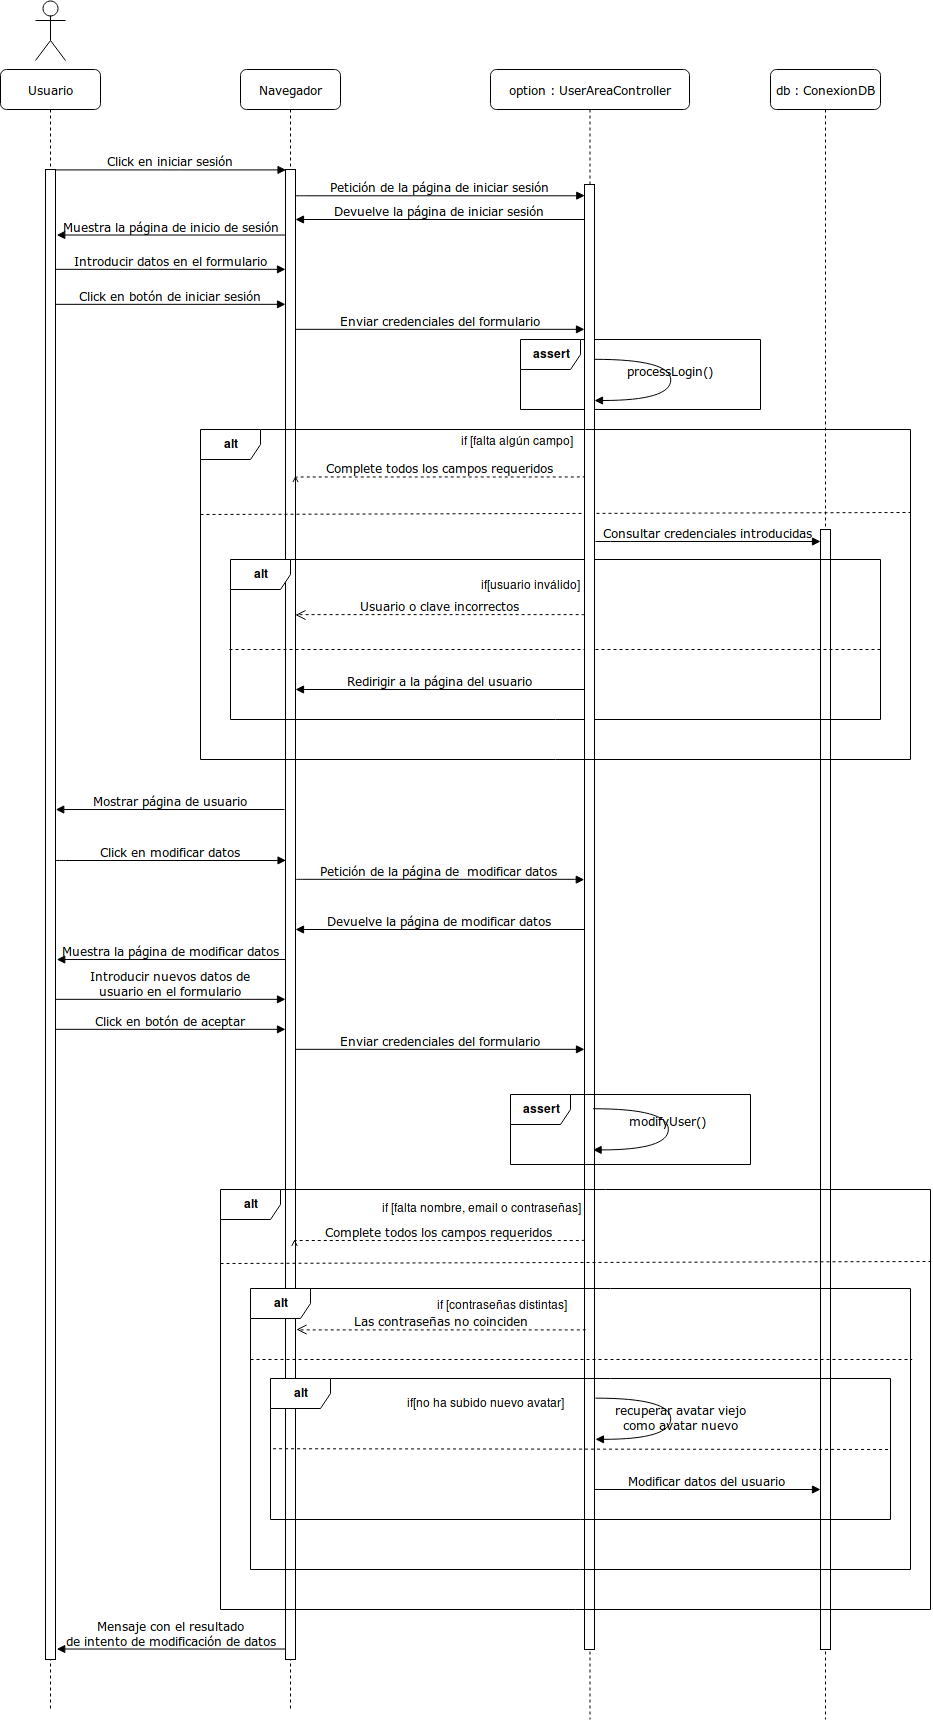 Usuario
Navegador
option : UserAreaController
db : ConexionDB
Click en iniciar sesión
Petición de la página de iniciar sesión
Devuelve la página de iniciar sesión
Muestra la página de inicio de sesión
Introducir datos en el formulario
Click en botón de iniciar sesión
Enviar credenciales del formulario
assert
processLogin()
alt
if [falta algún campo]
Complete todos los campos requeridos
Consultar credenciales introducidas
alt
if[usuario inválido]
Usuario o clave incorrectos
Redirigir a la página del usuario
Mostrar página de usuario
Click en modificar datos
Petición de la página de  modificar datos
Devuelve la página de modificar datos
Muestra la página de modificar datos
Introducir nuevos datos de
usuario en el formulario
Click en botón de aceptar
Enviar credenciales del formulario
assert
modifyUser()
alt
if [falta nombre, email o contraseñas]
Complete todos los campos requeridos
alt
if [contraseñas distintas]
Las contraseñas no coinciden
alt
if[no ha subido nuevo avatar]
recuperar avatar viejo
como avatar nuevo
Modificar datos del usuario
Mensaje con el resultado
de intento de modificación de datos